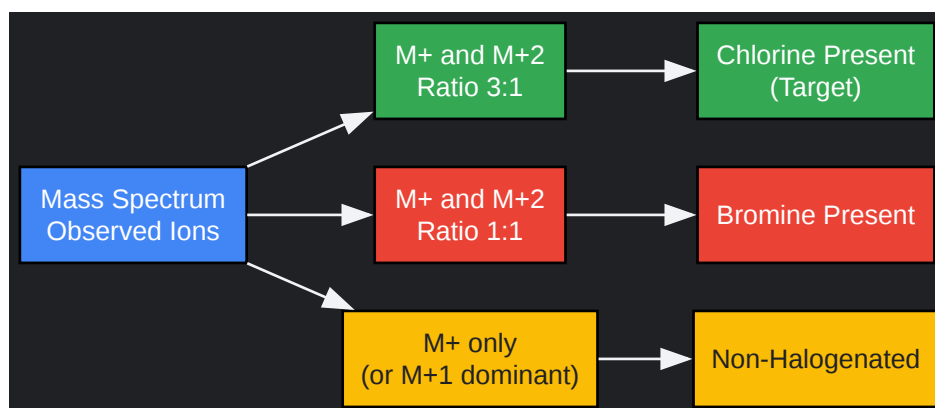 M+ and M+2
Ratio 3:1
Chlorine Present
(Target)
Mass Spectrum
Observed Ions
M+ and M+2
Ratio 1:1
Bromine Present
M+ only
(or M+1 dominant)
Non-Halogenated